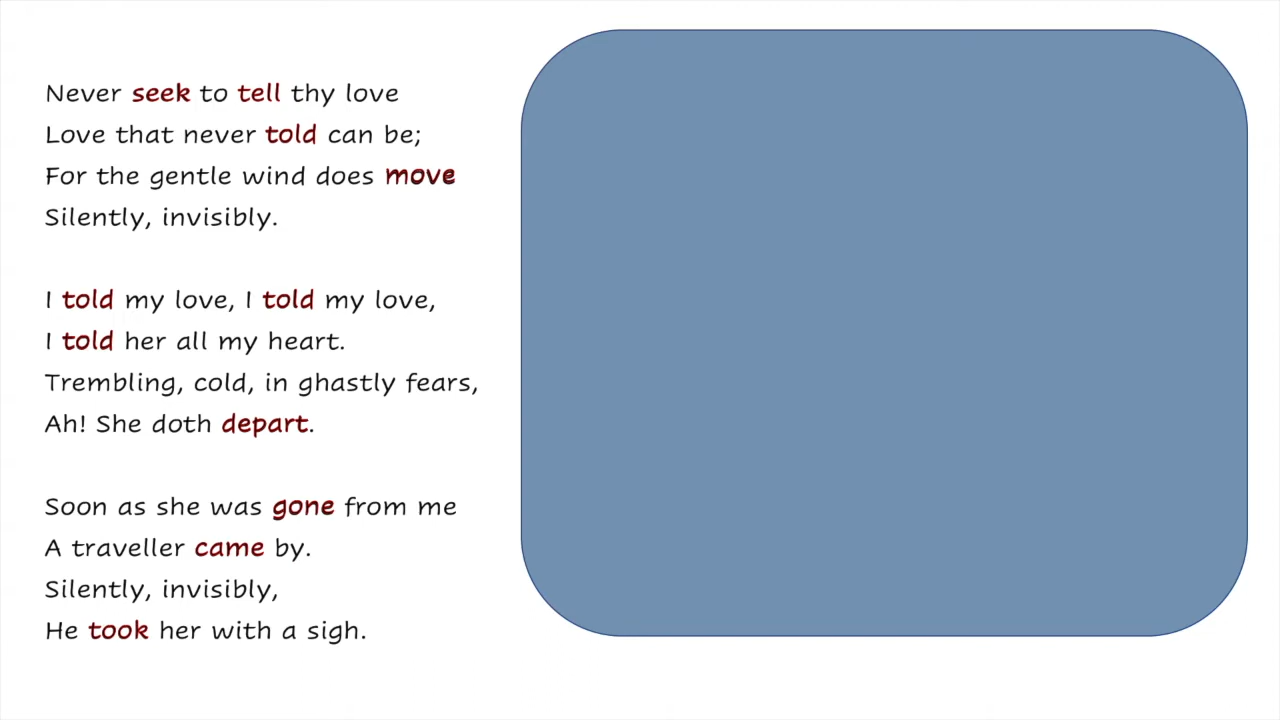 Never seek to tell thy love
Love that never told can be;
For the gentle wind does move
Silently, invisibly.
I told my love, I told my love,
I told her all my heart.
Trembling, cold, in ghastly fears,
Ah! She doth depart.
Soon as she was gone from me
A traveller came by.
Silently, invisibly,
He took her with a sigh.